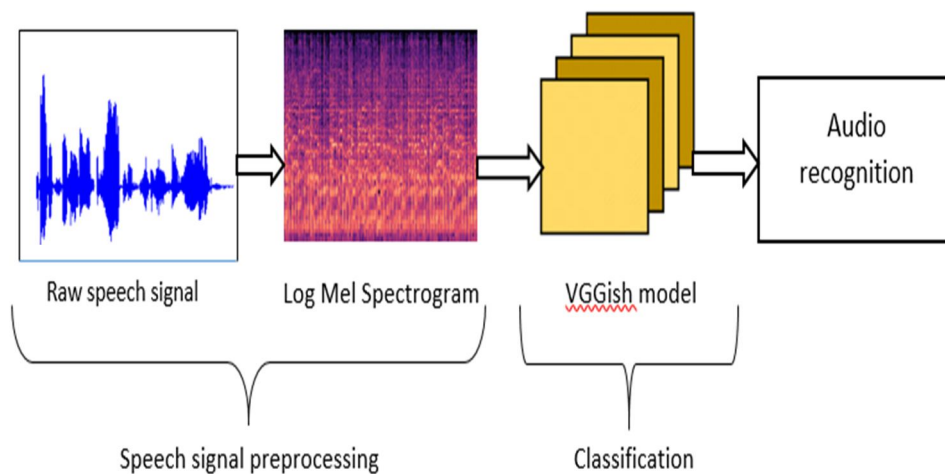 Audio
recognition
Raw speech signal
Log Mel Spectrogram
VGGish model
Speech signal preprocessing
Classification